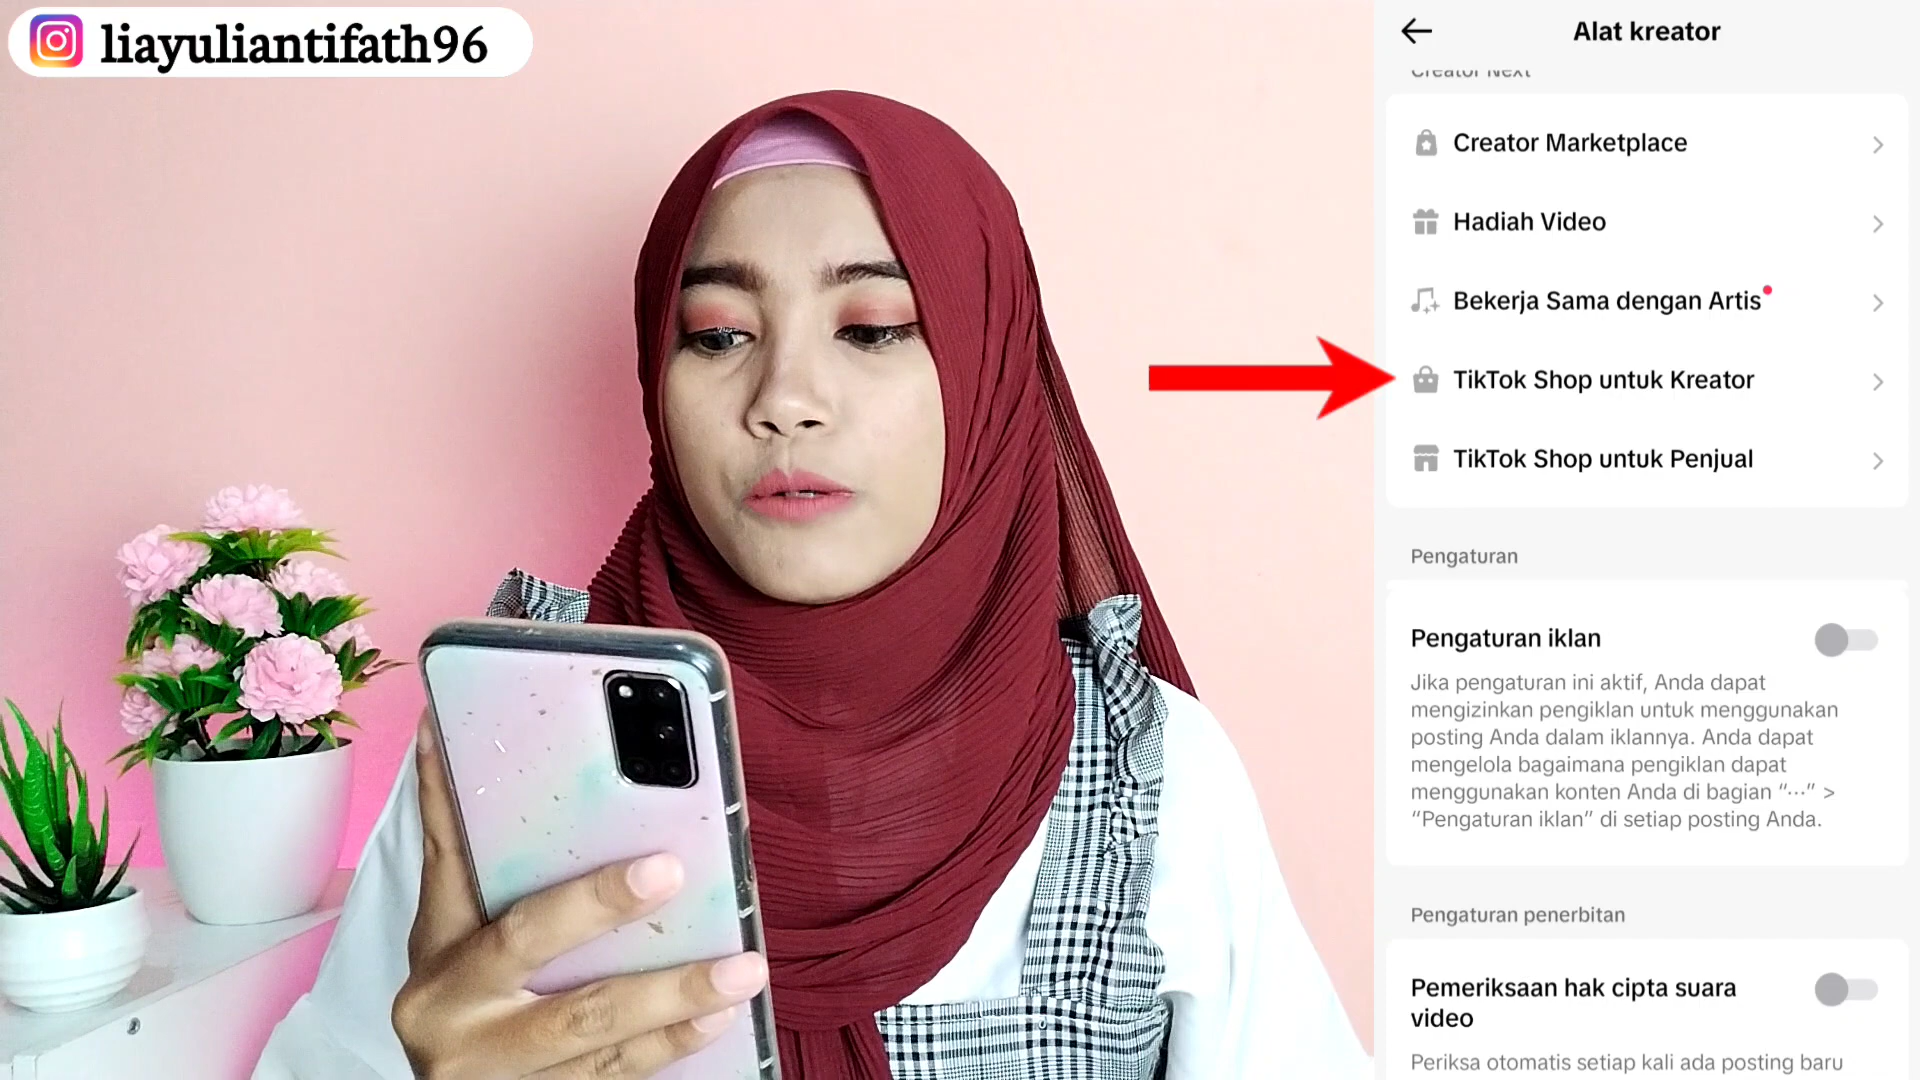 liayuliantifath96
Alat kreator
Creator Next
Creator Marketplace
Hadiah Video
Bekerja Sama dengan Artis
TikTok Shop untuk Kreator
TikTok Shop untuk Penjual
Pengaturan
Pengaturan iklan
Jika pengaturan ini aktif, Anda dapat
mengizinkan pengiklan untuk menggunakan
posting Anda dalam iklannya. Anda dapat
mengelola bagaimana pengiklan dapat
menggunakan konten Anda di bagian “···” >
“Pengaturan iklan” di setiap posting Anda.
Pengaturan penerbitan
Pemeriksaan hak cipta suara
video
Periksa otomatis setiap kali ada posting baru